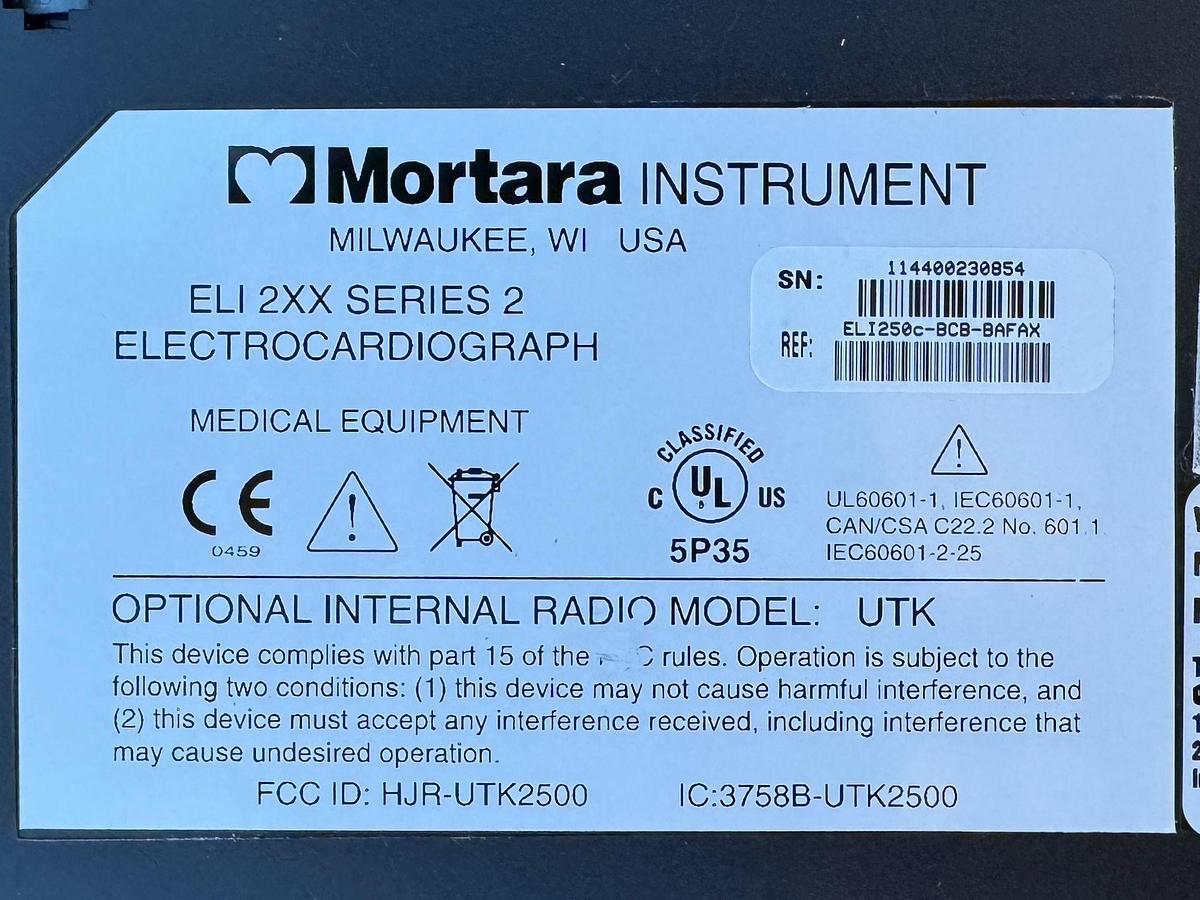 Mortara INSTRUMENT
MILWAUKEE, WI USA
SN: 114400230854
ELI250c-BCB-BAFAX
REF:
ELI 2XX SERIES 2
ELECTROCARDIOGRAPH
MEDICAL EQUIPMENT
CE
0459
CLASSIFIED
C UL US
5P35
UL60601-1, IEC60601-1,
CAN/CSA C22.2 No. 601.1
IEC60601-2-25
OPTIONAL INTERNAL RADIO MODEL: UTK
This device complies with part 15 of the rules. Operation is subject to the
following two conditions: (1) this device may not cause harmful interference, and
(2) this device must accept any interference received, including interference that
may cause undesired operation.
FCC ID: HJR-UTK2500 IC:3758B-UTK2500